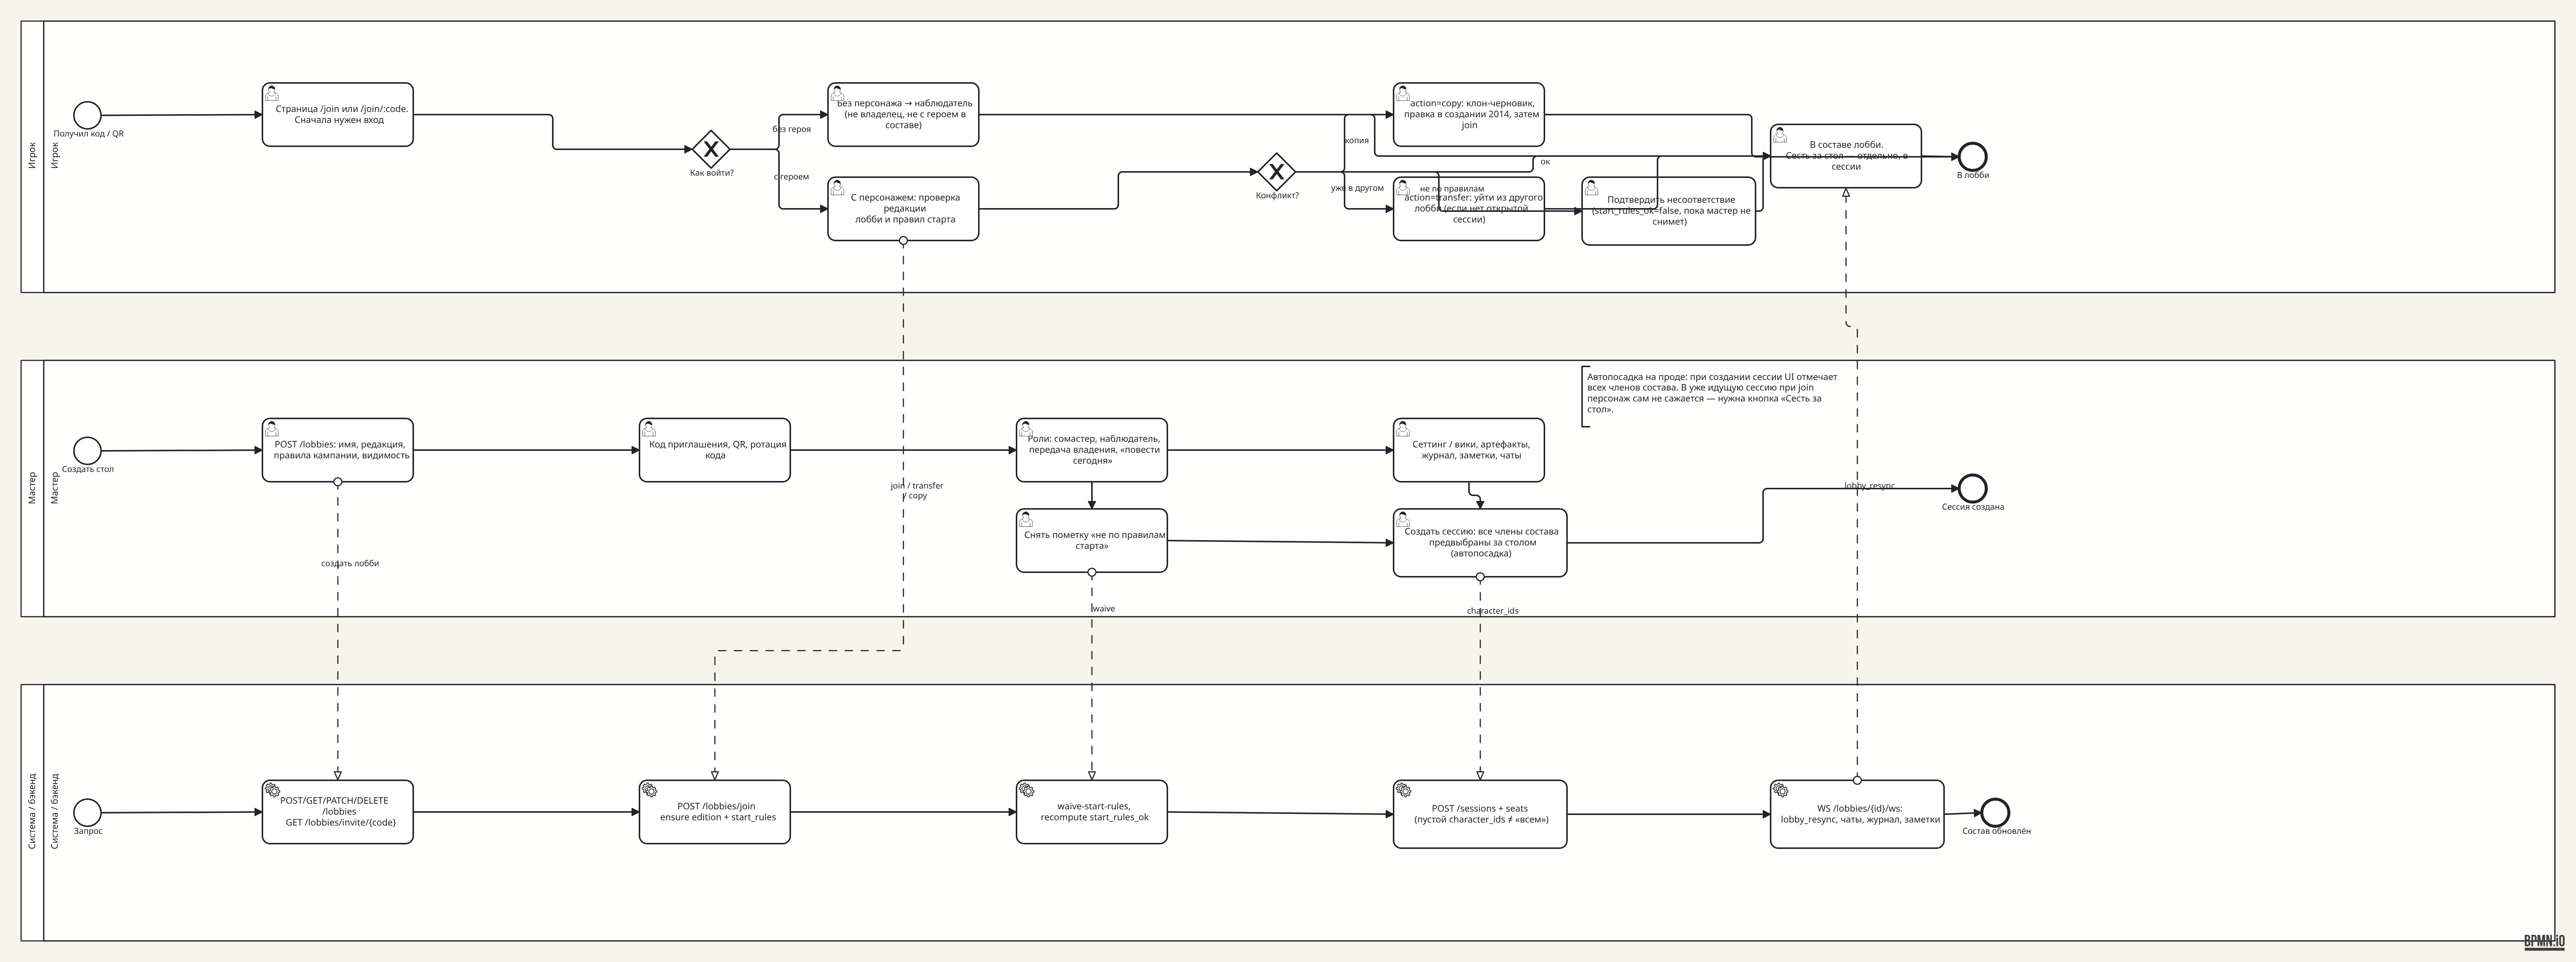 Игрок
Игрок
Получил код / QR
Страница /join или /join/:code.
Сначала нужен вход
Как войти?
без героя
с героем
Без персонажа → наблюдатель
(не владелец, не с героем в
составе)
С персонажем: проверка
редакции
лобби и правил старта
Конфликт?
копия
уже в другом
не по правилам
ок
action=copy: клон-черновик,
правка в создании 2014, затем
join
action=transfer: уйти из другого
лобби (если нет открытой
сессии)
Подтвердить несоответствие
(start_rules_ok=false, пока мастер не
снимет)
В составе лобби.
Сесть за стол — отдельно, в
сессии
В лобби
Мастер
Мастер
Создать стол
POST /lobbies: имя, редакция,
правила кампании, видимость
Код приглашения, QR, ротация
кода
Роли: сомастер, наблюдатель,
передача владения, «повести
сегодня»
Сеттинг / вики, артефакты,
журнал, заметки, чаты
Автопосадка на проде: при создании сессии UI отмечает
всех членов состава. В уже идущую сессию при join
персонаж сам не сажается — нужна кнопка «Сесть за
стол».
Снять пометку «не по правилам
старта»
Создать сессию: все члены состава
предвыбраны за столом
(автопосадка)
Сессия создана
создать лобби
join / transfer
/ copy
waive
character_ids
lobby_resync
Система / бэкенд
Система / бэкенд
Запрос
POST/GET/PATCH/DELETE
/lobbies
GET /lobbies/invite/{code}
POST /lobbies/join
ensure edition + start_rules
waive-start-rules,
recompute start_rules_ok
POST /sessions + seats
(пустой character_ids ≠ «всем»)
WS /lobbies/{id}/ws:
lobby_resync, чаты, журнал, заметки
Состав обновлён
BPMN.iO